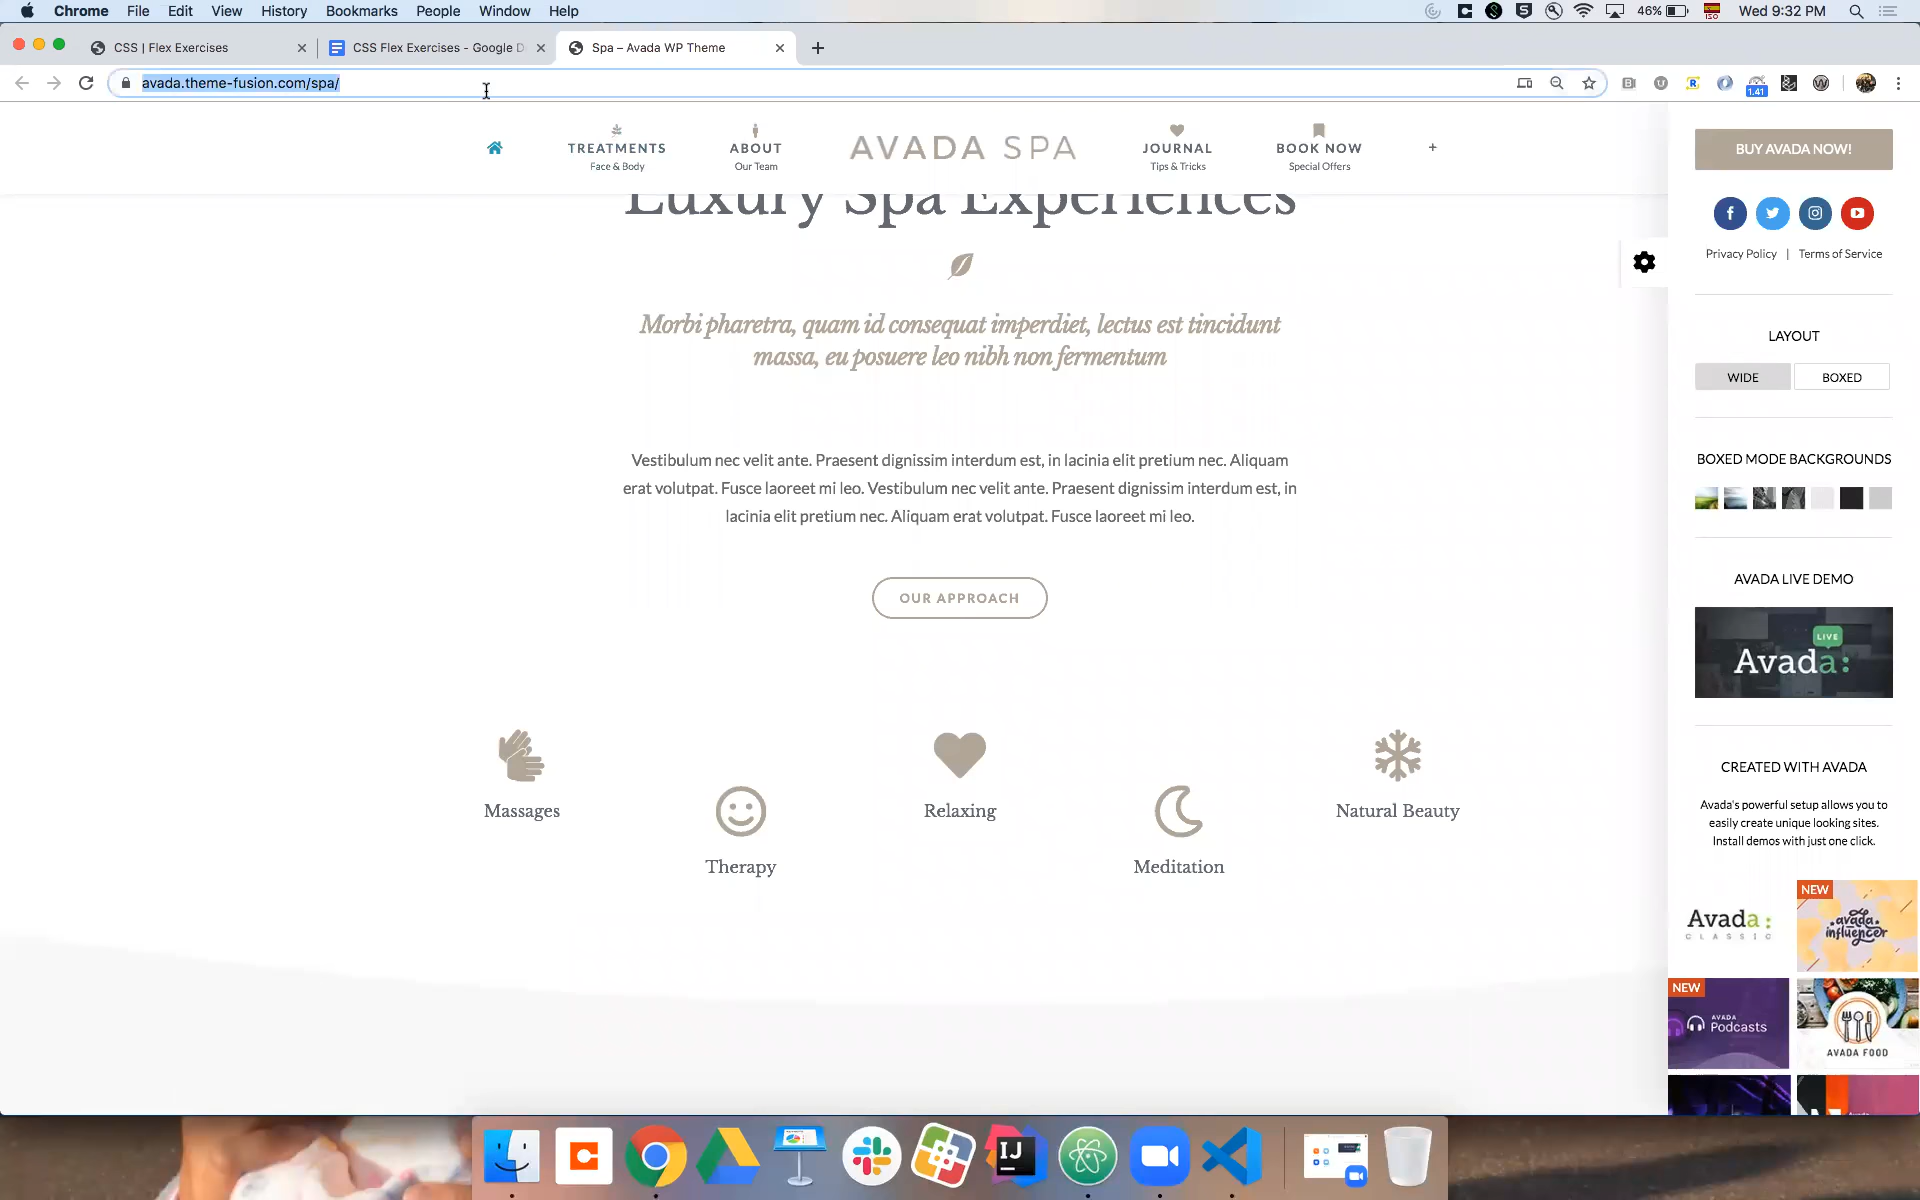 Chrome File Edit View History Bookmarks People Window Help
46% ISO Wed 9:32 PM
CSS | Flex Exercises
CSS Flex Exercises - Google D
Spa – Avada WP Theme
avada.theme-fusion.com/spa/
1.41
TREATMENTS
Face & Body
ABOUT
Our Team
AVADA SPA
JOURNAL
Tips & Tricks
BOOK NOW
Special Offers
+
Luxury Spa Experiences
Morbi pharetra, quam id consequat imperdiet, lectus est tincidunt
massa, eu posuere leo nibh non fermentum
Vestibulum nec velit ante. Praesent dignissim interdum est, in lacinia elit pretium nec. Aliquam
erat volutpat. Fusce laoreet mi leo. Vestibulum nec velit ante. Praesent dignissim interdum est, in
lacinia elit pretium nec. Aliquam erat volutpat. Fusce laoreet mi leo.
OUR APPROACH
Massages
Therapy
Relaxing
Meditation
Natural Beauty
BUY AVADA NOW!
Privacy Policy | Terms of Service
LAYOUT
WIDE BOXED
BOXED MODE BACKGROUNDS
AVADA LIVE DEMO
LIVE
Avada:
CREATED WITH AVADA
Avada's powerful setup allows you to
easily create unique looking sites.
Install demos with just one click.
Avada:
CLASSIC
NEW
avada
influencer
NEW
AVADA
Podcasts
AVADA FOOD
IJ